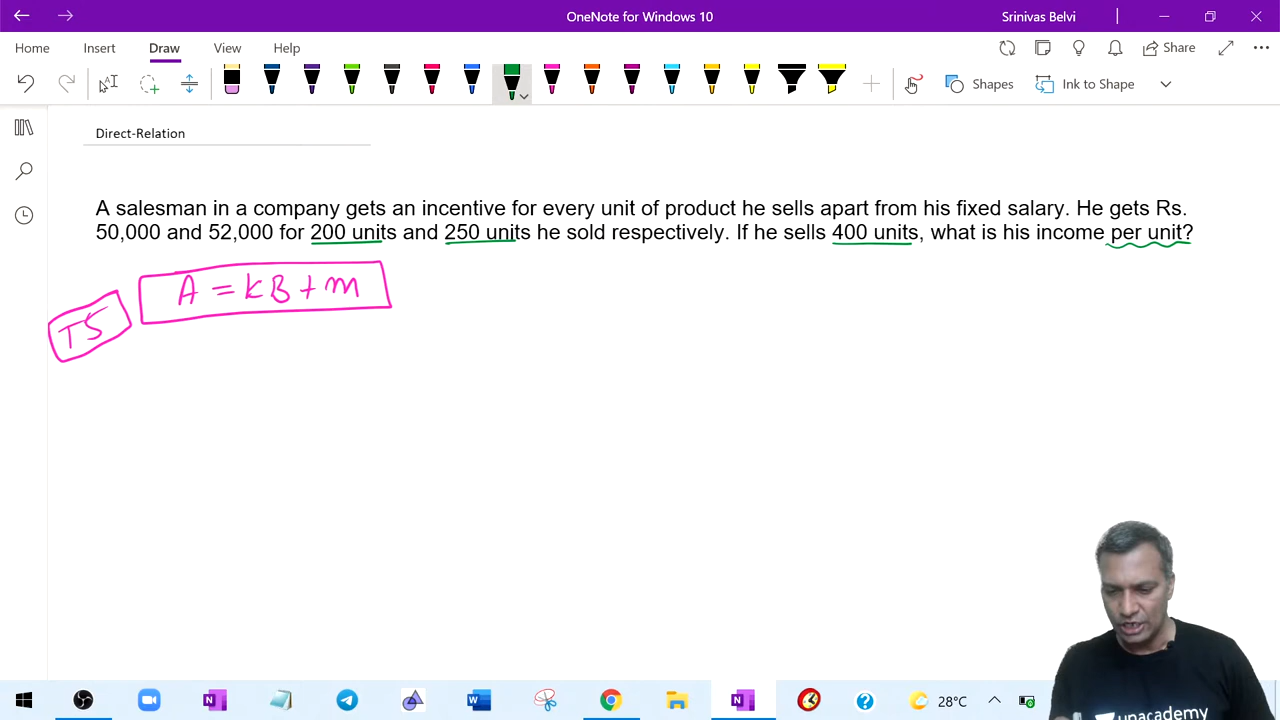 OneNote for Windows 10
Srinivas Belvi
Home Insert Draw View Help
Share
Shapes
Ink to Shape
Direct-Relation
A salesman in a company gets an incentive for every unit of product he sells apart from his fixed salary. He gets Rs.
50,000 and 52,000 for 200 units and 250 units he sold respectively. If he sells 400 units, what is his income per unit?
A = kB + m
TS
28°C
unacademy